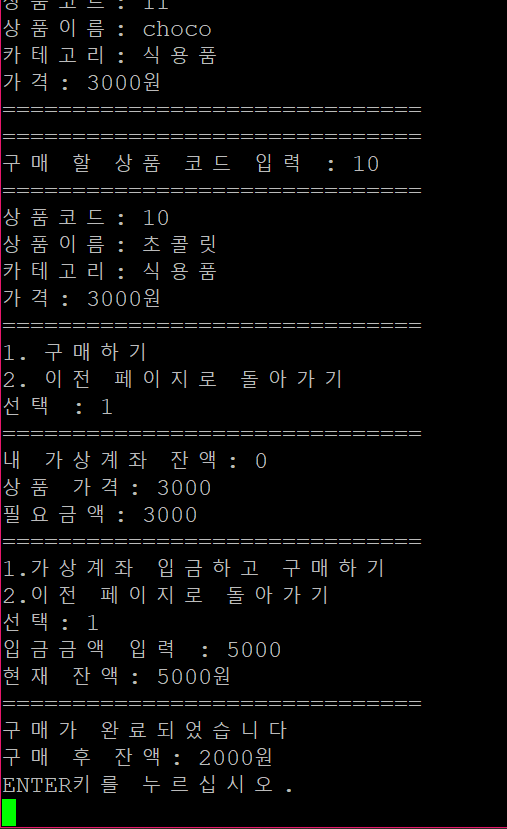 상품코드: 11
상품이름: choco
카테고리: 식용품
가격: 3000원
==============================
==============================
구매 할 상품 코드 입력 : 10
==============================
상품코드: 10
상품이름: 초콜릿
카테고리: 식용품
가격: 3000원
==============================
1. 구매하기
2. 이전 페이지로 돌아가기
선택 : 1
==============================
내 가상계좌 잔액: 0
상품 가격: 3000
필요금액: 3000
==============================
1.가상계좌 입금하고 구매하기
2.이전 페이지로 돌아가기
선택: 1
입금금액 입력 : 5000
현재 잔액: 5000원
==============================
구매가 완료되었습니다
구매 후 잔액: 2000원
ENTER키를 누르십시오.